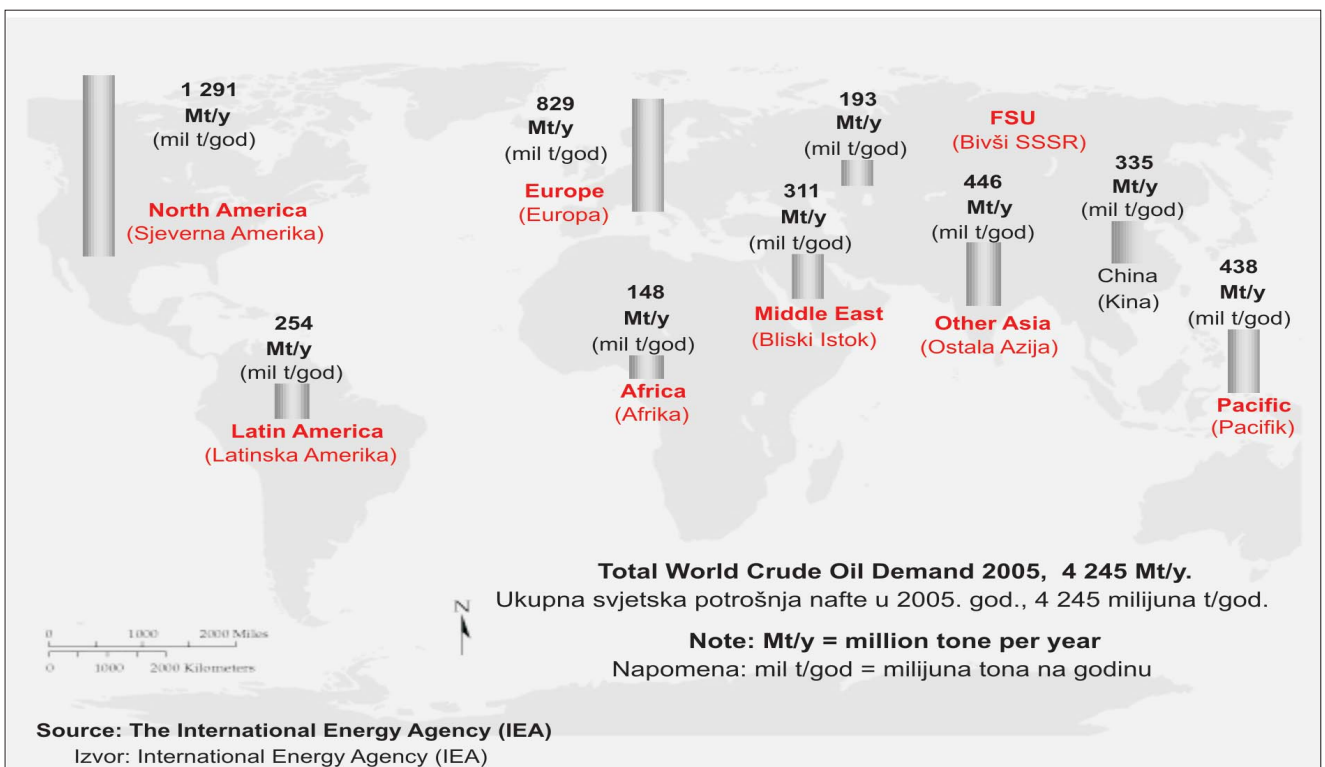 1 291
Mt/y
(mil t/god)
North America
(Sjeverna Amerika)
829
Mt/y
(mil t/god)
Europe
(Europa)
193
Mt/y
(mil t/god)
FSU
(Bivši SSSR)
311
Mt/y
(mil t/god)
Middle East
(Bliski Istok)
446
Mt/y
(mil t/god)
Other Asia
(Ostala Azija)
335
Mt/y
(mil t/god)
China
(Kina)
438
Mt/y
(mil t/god)
Pacific
(Pacifik)
254
Mt/y
(mil t/god)
Latin America
(Latinska Amerika)
148
Mt/y
(mil t/god)
Africa
(Afrika)
Total World Crude Oil Demand 2005, 4 245 Mt/y.
Ukupna svjetska potrošnja nafte u 2005. god., 4 245 milijuna t/god.
Note: Mt/y = million tone per year
Napomena: mil t/god = milijuna tona na godinu
N
0 1000 2000 Miles
0 1000 2000 Kilometers
Source: The International Energy Agency (IEA)
Izvor: International Energy Agency (IEA)